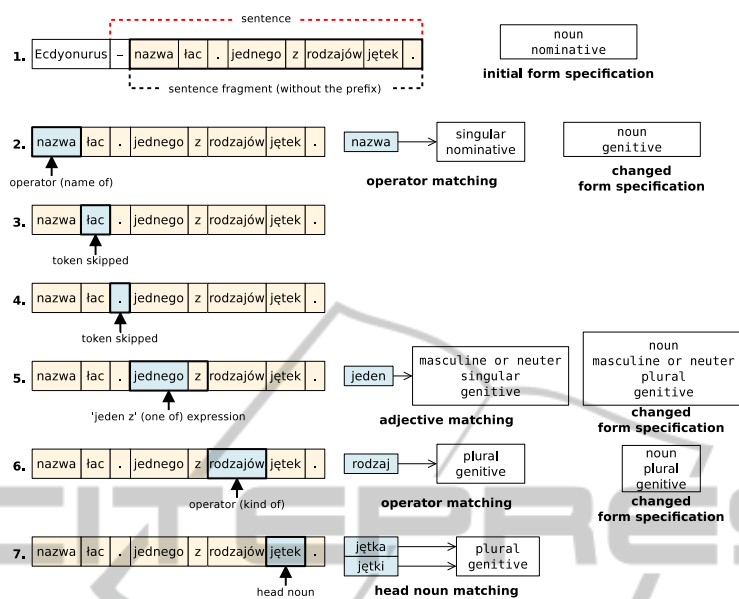 sentence
1. Ecdyonurus – nazwa łac . jednego z rodzajów jętek .
noun
nominative
sentence fragment (without the prefix)
initial form specification
2. nazwa łac . jednego z rodzajów jętek .
operator (name of)
nazwa
singular
nominative
operator matching
noun
genitive
changed
form specification
3. nazwa łac . jednego z rodzajów jętek .
token skipped
4. nazwa łac . jednego z rodzajów jętek .
token skipped
5. nazwa łac . jednego z rodzajów jętek .
'jeden z' (one of) expression
jeden
masculine or neuter
singular
genitive
adjective matching
noun
masculine or neuter
plural
genitive
changed
form specification
6. nazwa łac . jednego z rodzajów jętek .
operator (kind of)
rodzaj
plural
genitive
operator matching
noun
plural
genitive
changed
form specification
7. nazwa łac . jednego z rodzajów jętek .
head noun
jętka
jętki
plural
genitive
head noun matching